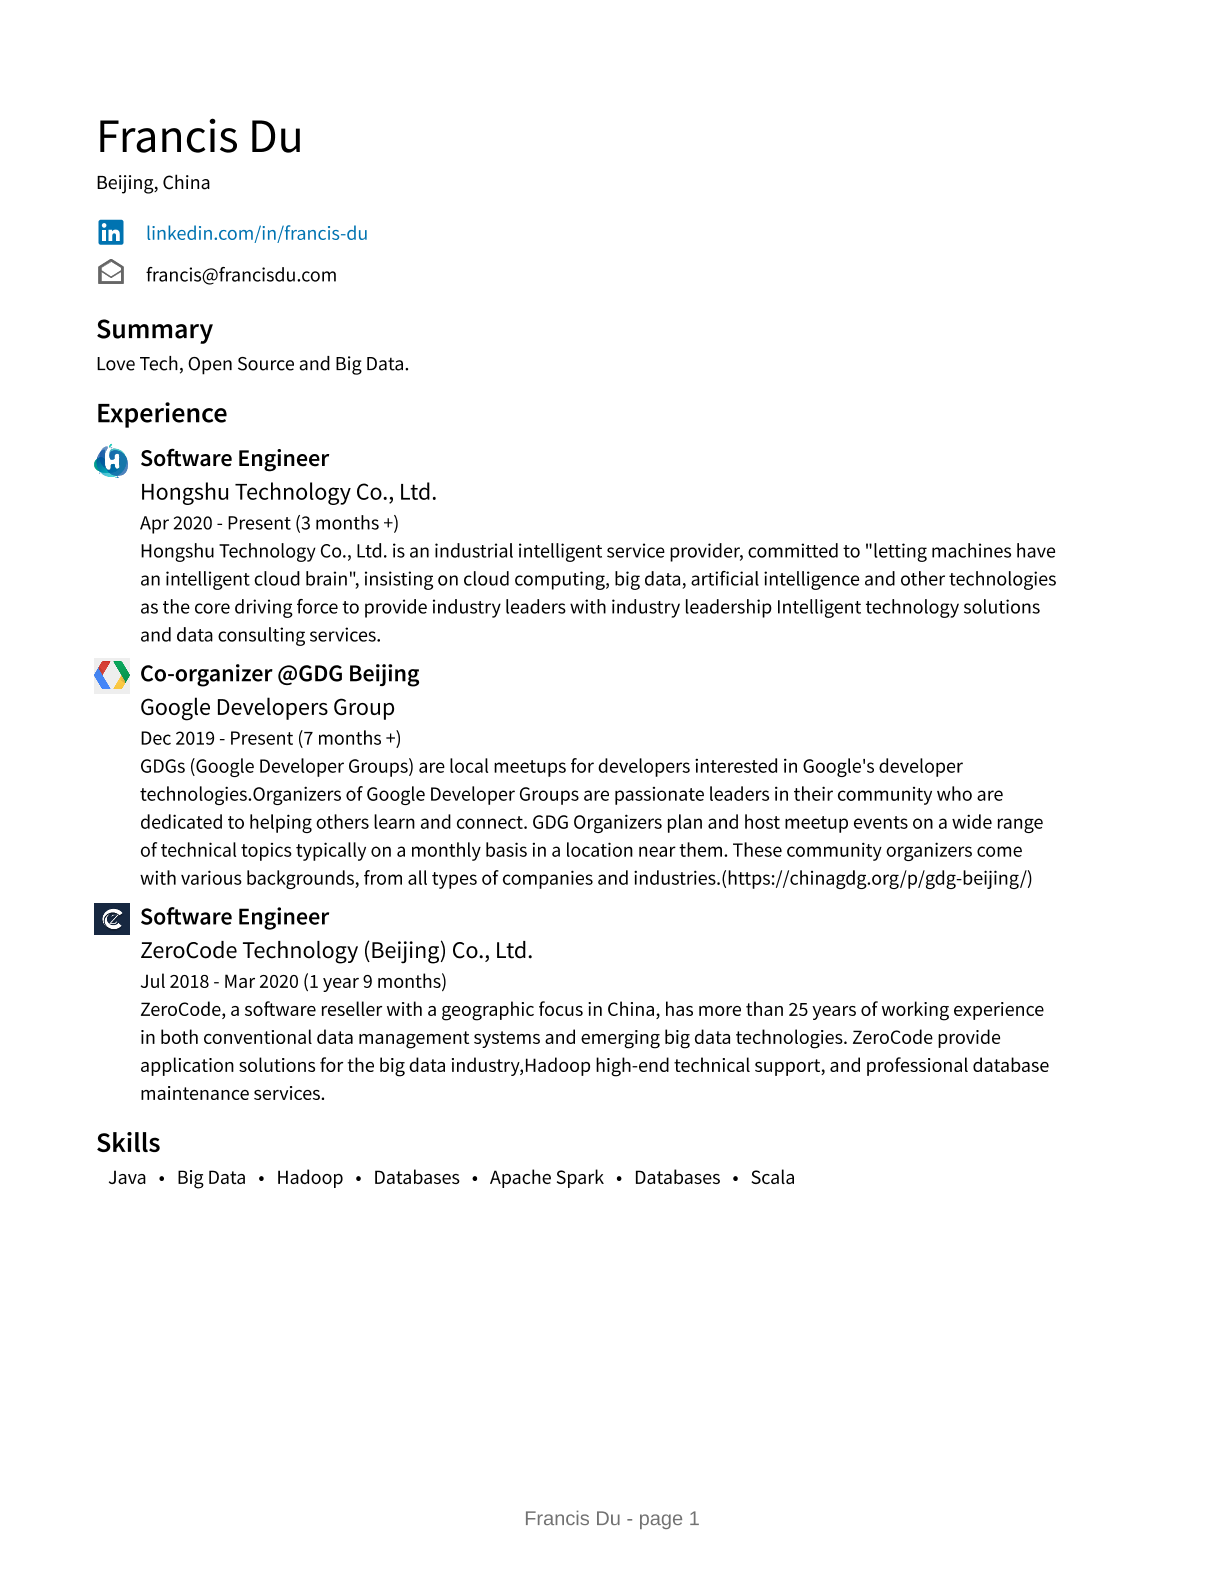 Francis Du
Beijing, China
linkedin.com/in/francis-du
francis@francisdu.com
Summary
Love Tech, Open Source and Big Data.
Experience
Software Engineer
Hongshu Technology Co., Ltd.
Apr 2020 - Present (3 months +)
Hongshu Technology Co., Ltd. is an industrial intelligent service provider, committed to "letting machines have
an intelligent cloud brain", insisting on cloud computing, big data, artificial intelligence and other technologies
as the core driving force to provide industry leaders with industry leadership Intelligent technology solutions
and data consulting services.
Co-organizer @GDG Beijing
Google Developers Group
Dec 2019 - Present (7 months +)
GDGs (Google Developer Groups) are local meetups for developers interested in Google's developer
technologies.Organizers of Google Developer Groups are passionate leaders in their community who are
dedicated to helping others learn and connect. GDG Organizers plan and host meetup events on a wide range
of technical topics typically on a monthly basis in a location near them. These community organizers come
with various backgrounds, from all types of companies and industries.(https://chinagdg.org/p/gdg-beijing/)
Software Engineer
ZeroCode Technology (Beijing) Co., Ltd.
Jul 2018 - Mar 2020 (1 year 9 months)
ZeroCode, a software reseller with a geographic focus in China, has more than 25 years of working experience
in both conventional data management systems and emerging big data technologies. ZeroCode provide
application solutions for the big data industry,Hadoop high-end technical support, and professional database
maintenance services.
Skills
Java • Big Data • Hadoop • Databases • Apache Spark • Databases • Scala
Francis Du - page 1